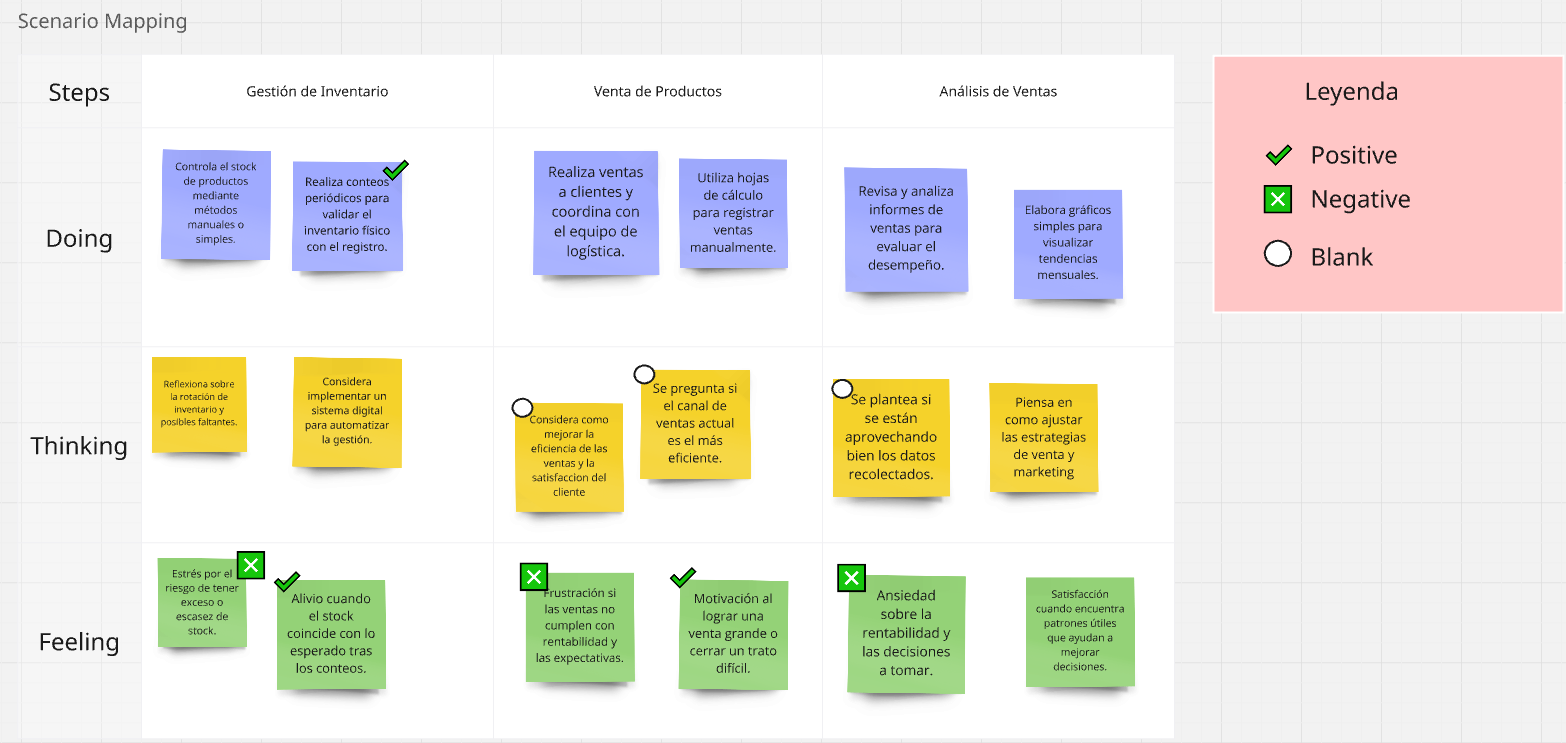 Scenario Mapping
Steps
Gestión de Inventario
Venta de Productos
Análisis de Ventas
Leyenda
Positive
Negative
Blank
Doing
Controla el stock
de productos
mediante
métodos
manuales o
simples.
Realiza conteos
periódicos para
validar el
inventario físico
con el registro.
Realiza ventas
a clientes y
coordina con
el equipo de
logística.
Utiliza hojas
de cálculo
para registrar
ventas
manualmente.
Revisa y analiza
informes de
ventas para
evaluar el
desempeño.
Elabora gráficos
simples para
visualizar
tendencias
mensuales.
Thinking
Reflexiona sobre
la rotación de
inventario y
posibles faltantes.
Considera
implementar un
sistema digital
para automatizar
la gestión.
Considera como
mejorar la
eficiencia de las
ventas y la
satisfaccion del
cliente
Se pregunta si
el canal de
ventas actual
es el más
eficiente.
Se plantea si
se están
aprovechando
bien los datos
recolectados.
Piensa en
como ajustar
las estrategias
de venta y
marketing
Feeling
Estrés por el
riesgo de tener
exceso o
escasez de
stock.
Alivio cuando
el stock
coincide con lo
esperado tras
los conteos.
Frustración si
las ventas no
cumplen con
rentabilidad y
las expectativas.
Motivación al
lograr una
venta grande o
cerrar un trato
difícil.
Ansiedad
sobre la
rentabilidad y
las decisiones
a tomar.
Satisfacción
cuando encuentra
patrones útiles
que ayudan a
mejorar
decisiones.